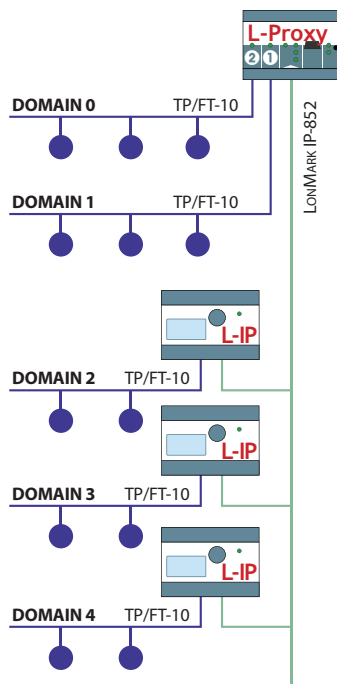 L-Proxy
2 1
DOMAIN 0 TP/FT-10
LONMARK IP-852
DOMAIN 1 TP/FT-10
L-IP
DOMAIN 2 TP/FT-10
L-IP
DOMAIN 3 TP/FT-10
L-IP
DOMAIN 4 TP/FT-10